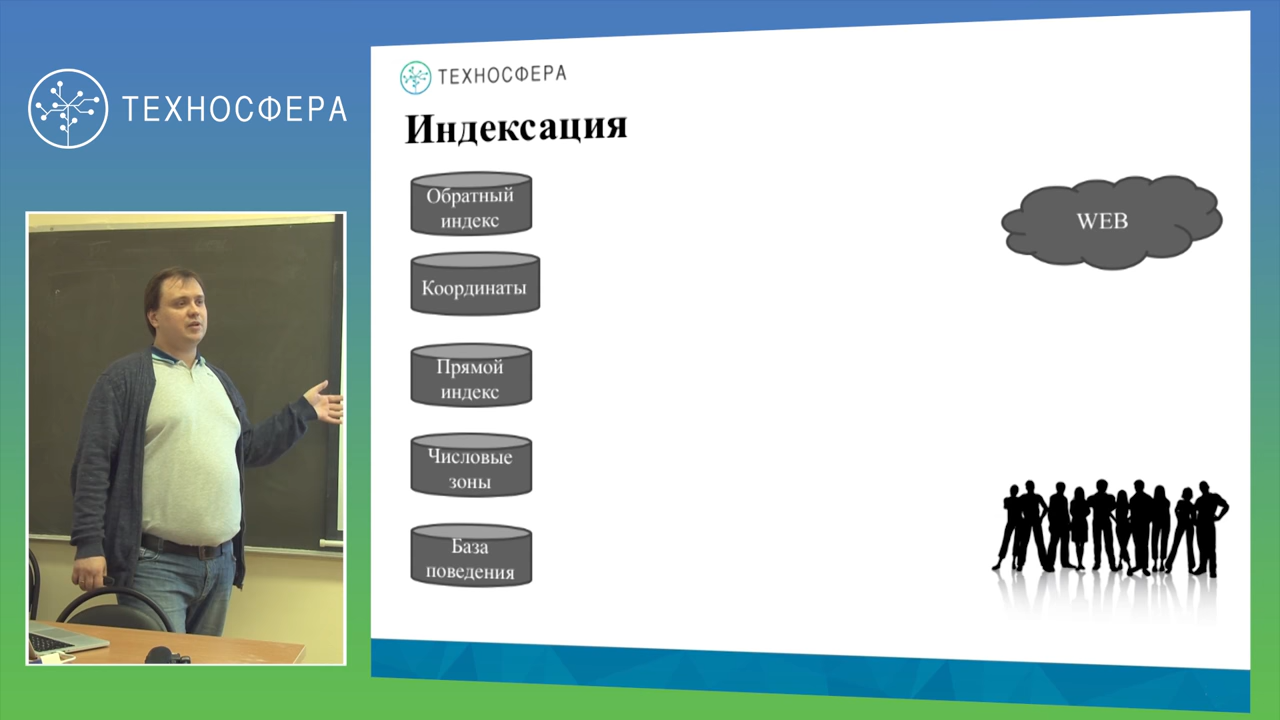 ТЕХНОСФЕРА
ТЕХНОСФЕРА
Индексация
Обратный
индекс
WEB
Координаты
Прямой
индекс
Числовые
зоны
База
поведения